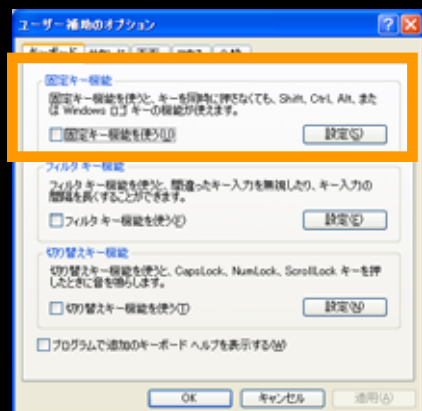 ユーザー補助のオプション
キーボード
固定キー機能
固定キー機能を使うと、キーを同時に押さなくても、Shift, Ctrl, Alt, また
は Windows ロゴ キーの機能が使えます。
固定キー機能を使う(U)
設定(S)
フィルタ キー機能
フィルタ キー機能を使うと、間違ったキー入力を無視したり、キー入力の
間隔を長くすることができます。
フィルタ キー機能を使う(F)
設定(E)
切り替えキー機能
切り替えキー機能を使うと、CapsLock、NumLock、ScrollLock キーを押
したときに音を鳴らします。
切り替えキー機能を使う(T)
設定(N)
プログラムで追加のキーボード ヘルプを表示する(W)
OK
キャンセル
適用(A)